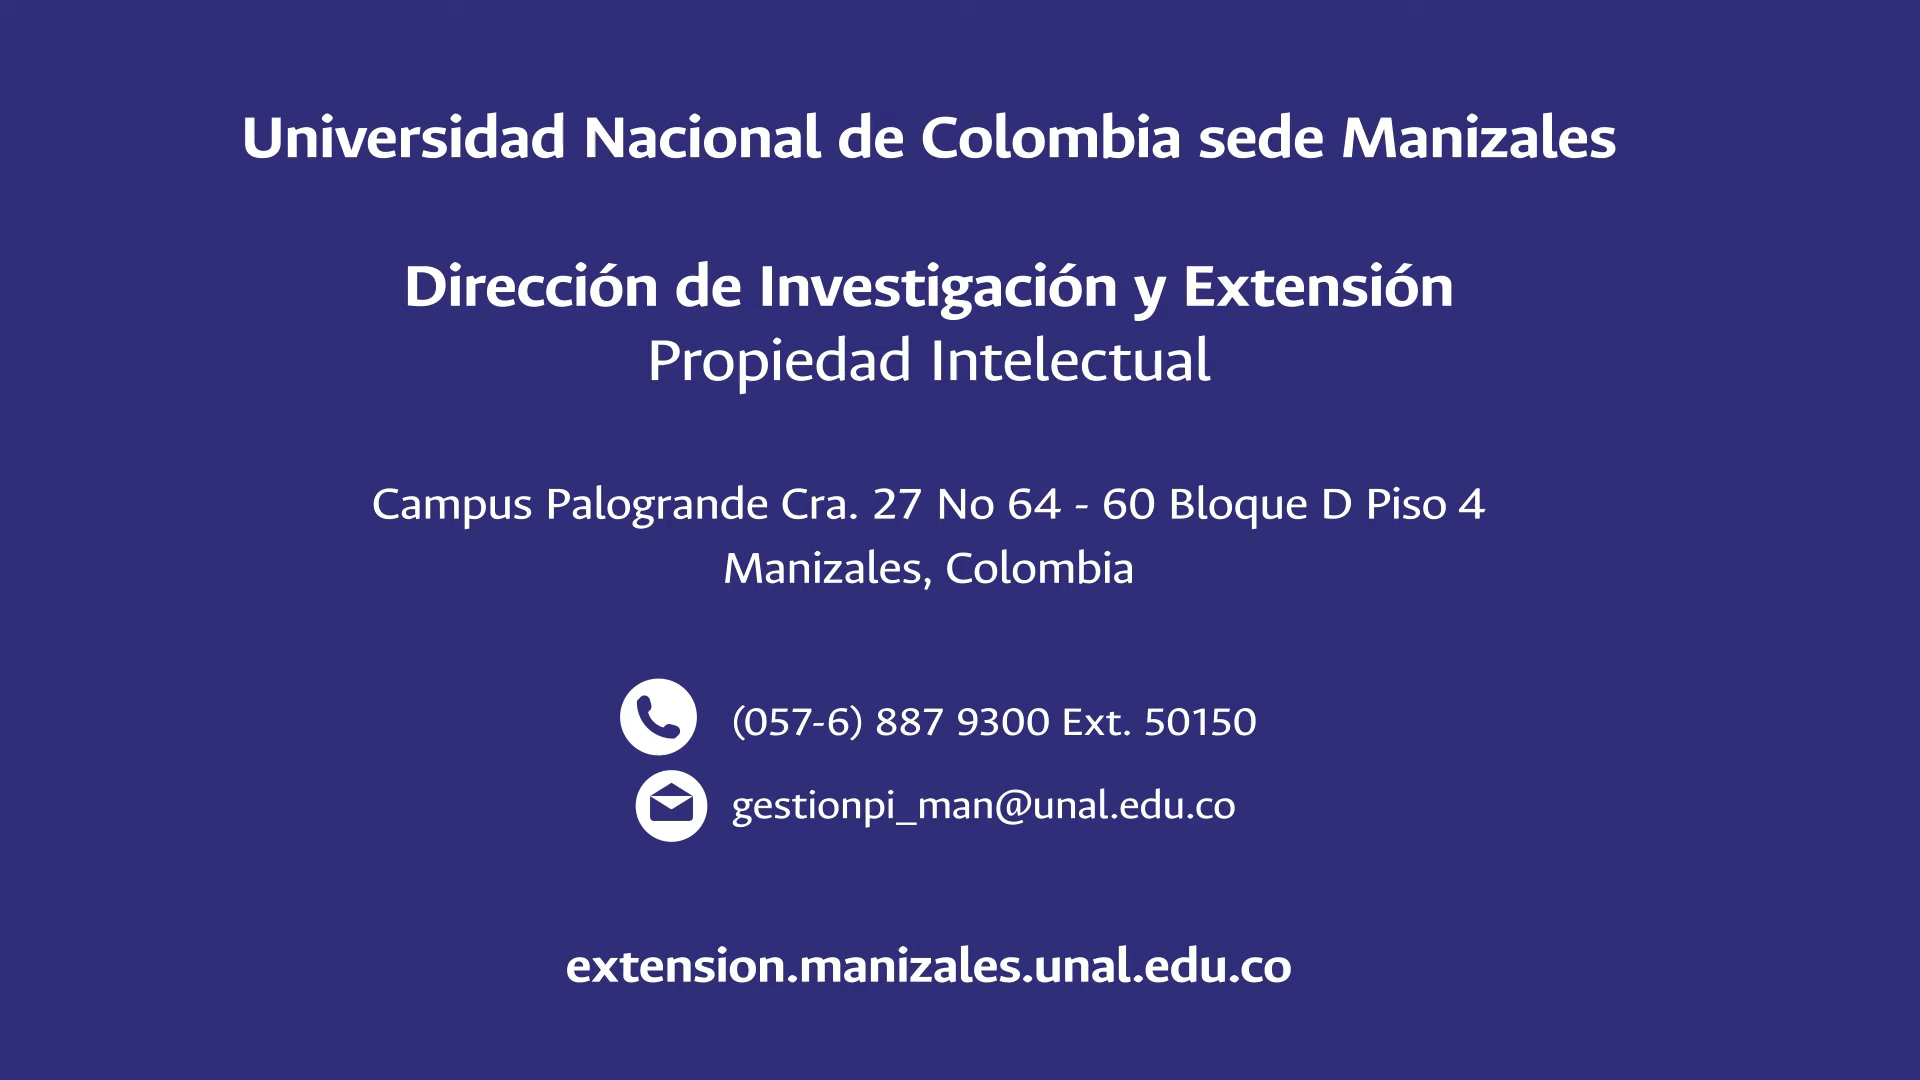 Universidad Nacional de Colombia sede Manizales
Dirección de Investigación y Extensión
Propiedad Intelectual
Campus Palogrande Cra. 27 No 64 - 60 Bloque D Piso 4
Manizales, Colombia
(057-6) 887 9300 Ext. 50150
gestionpi_man@unal.edu.co
extension.manizales.unal.edu.co